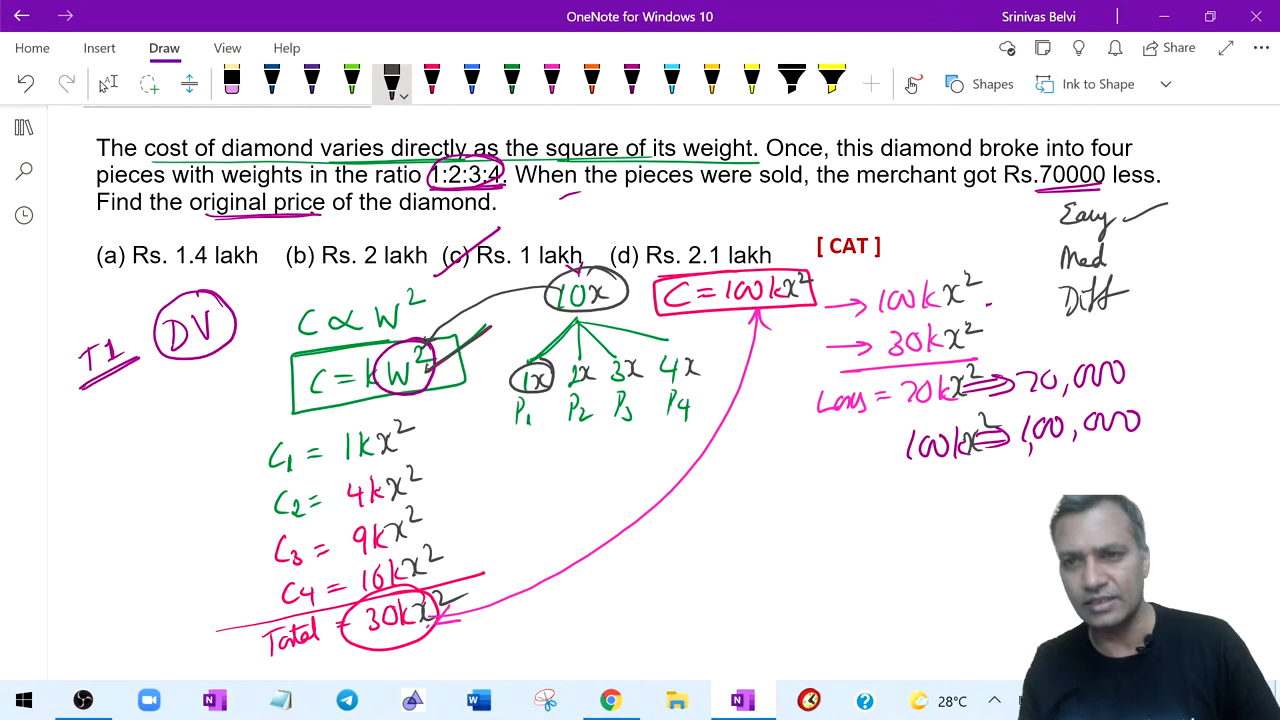 OneNote for Windows 10
Srinivas Belvi
Home Insert Draw View Help
Share
Shapes Ink to Shape
The cost of diamond varies directly as the square of its weight. Once, this diamond broke into four
pieces with weights in the ratio 1:2:3:4. When the pieces were sold, the merchant got Rs.70000 less.
Find the original price of the diamond.
(a) Rs. 1.4 lakh (b) Rs. 2 lakh (c) Rs. 1 lakh (d) Rs. 2.1 lakh [ CAT ]
Easy
Med
Diff
T1
DV
C ∝ W²
C = kW²
10x
1x 2x 3x 4x
P1 P2 P3 P4
C = 100kx²
→ 100kx²
→ 30kx²
Loss = 70kx² ⇒ 70,000
100kx² ⇒ 1,00,000
C1 = 1kx²
C2 = 4kx²
C3 = 9kx²
C4 = 16kx²
Total = 30kx²
28°C